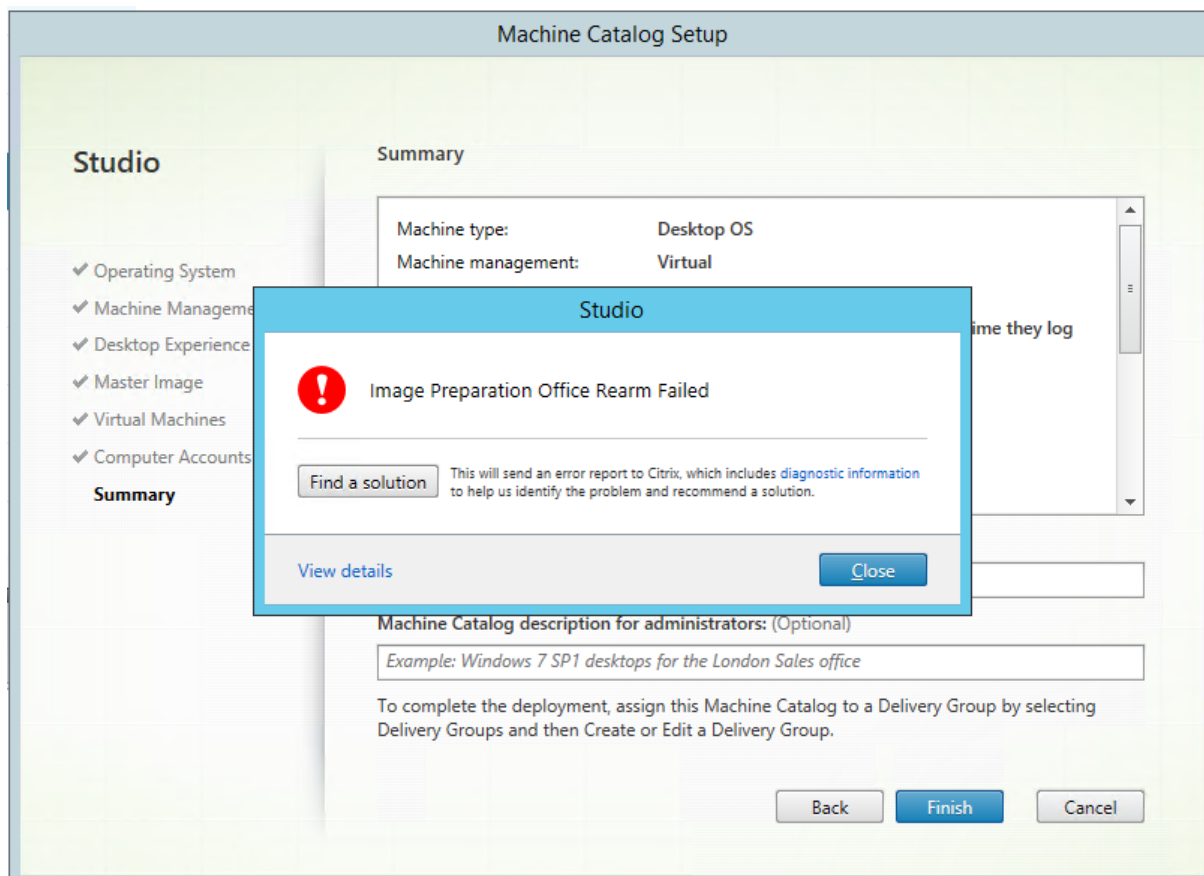 Machine Catalog Setup
Studio
Operating System
Machine Manageme
Desktop Experience
Master Image
Virtual Machines
Computer Accounts
Summary
Summary
Machine type: Desktop OS
Machine management: Virtual
ime they log
Studio
Image Preparation Office Rearm Failed
Find a solution
This will send an error report to Citrix, which includes diagnostic information
to help us identify the problem and recommend a solution.
View details
Close
Machine Catalog description for administrators: (Optional)
Example: Windows 7 SP1 desktops for the London Sales office
To complete the deployment, assign this Machine Catalog to a Delivery Group by selecting
Delivery Groups and then Create or Edit a Delivery Group.
Back
Finish
Cancel